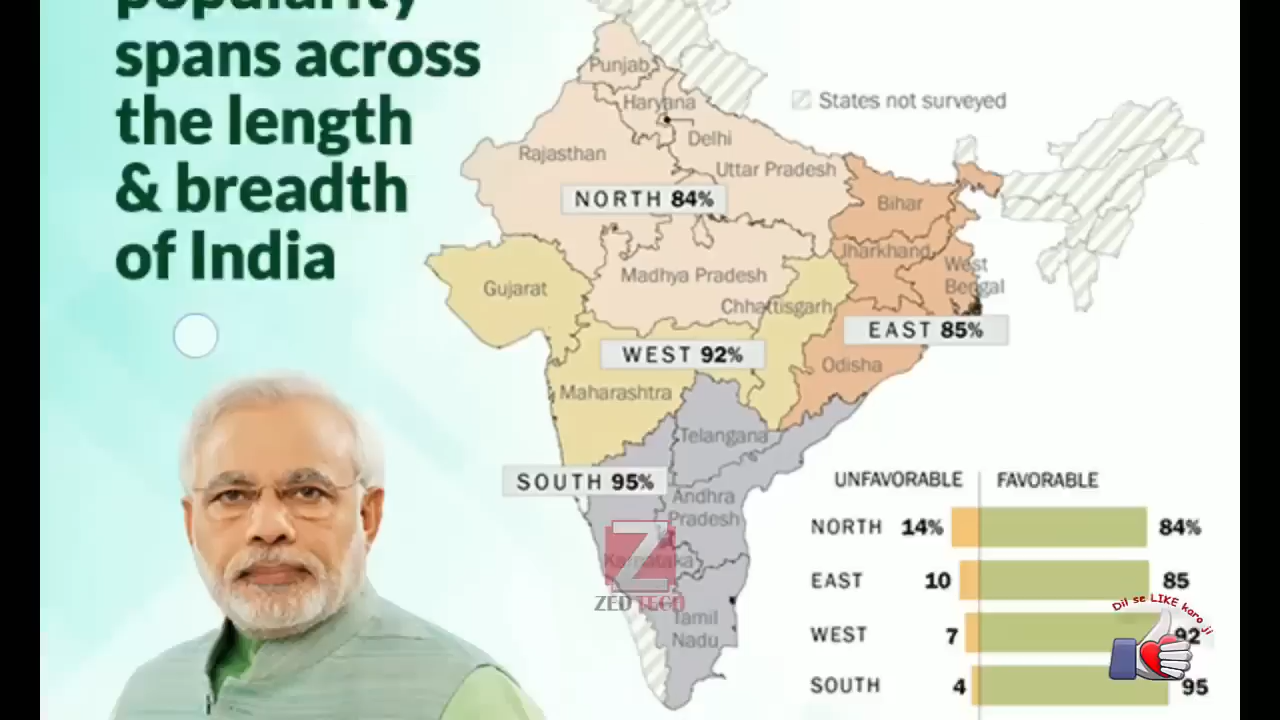 popularity
spans across
the length
& breadth
of India
Punjab
Haryana
Delhi
Rajasthan
Uttar Pradesh
NORTH 84%
Bihar
Jharkhand
West
Bengal
Gujarat
Madhya Pradesh
Chhattisgarh
EAST 85%
WEST 92%
Odisha
Maharashtra
Telangana
SOUTH 95%
Andhra
Pradesh
Karnataka
Tamil
Nadu
States not surveyed
Z
ZED TECH
UNFAVORABLE FAVORABLE
NORTH 14% 84%
EAST 10 85
WEST 7 92
SOUTH 4 95
Dil se LIKE karo ji